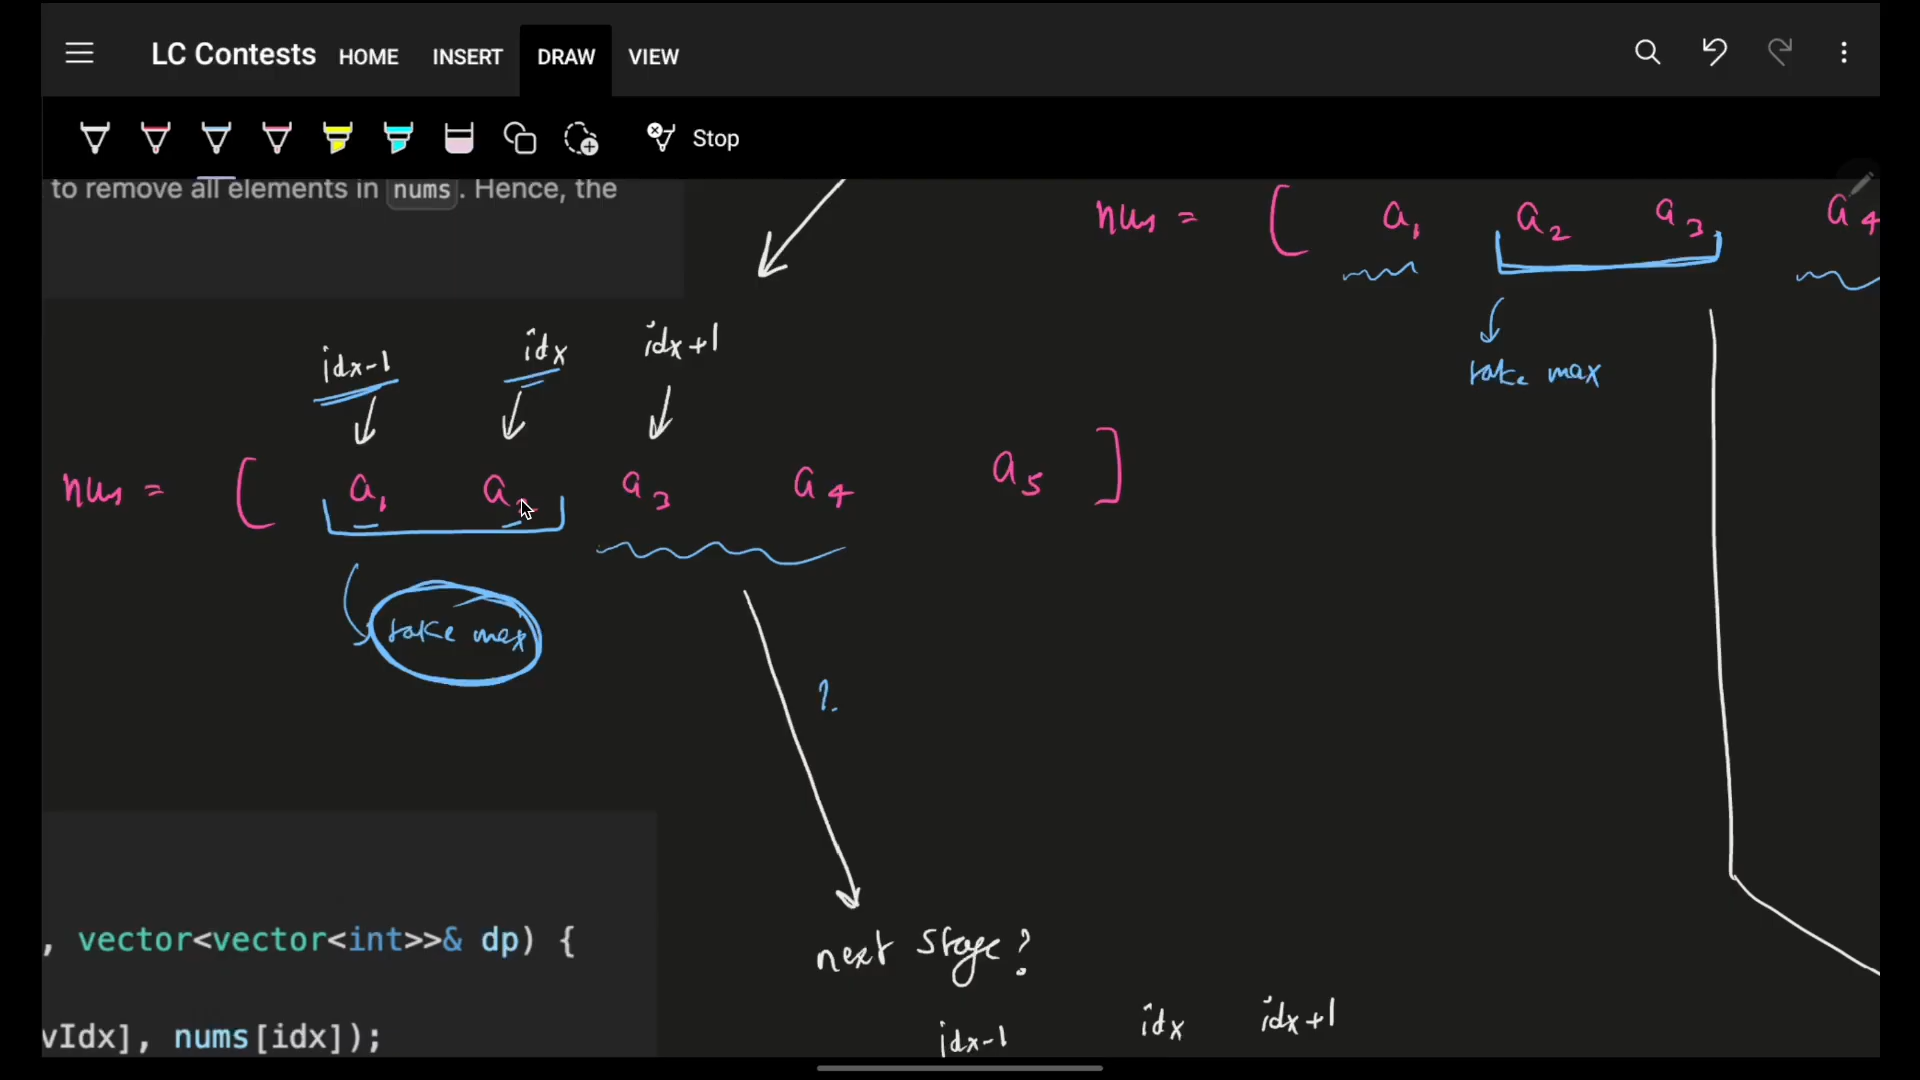 LC Contests HOME INSERT DRAW VIEW
Stop
to remove all elements in nums. Hence, the
nums = [ a1 a2 a3 a4
take max
idx-1 idx idx+1
nums = [ a1 a2 a3 a4 a5 ]
take max
?
next stage?
idx-1 idx idx+1
, vector<vector<int>>& dp) {
vIdx], nums[idx]);